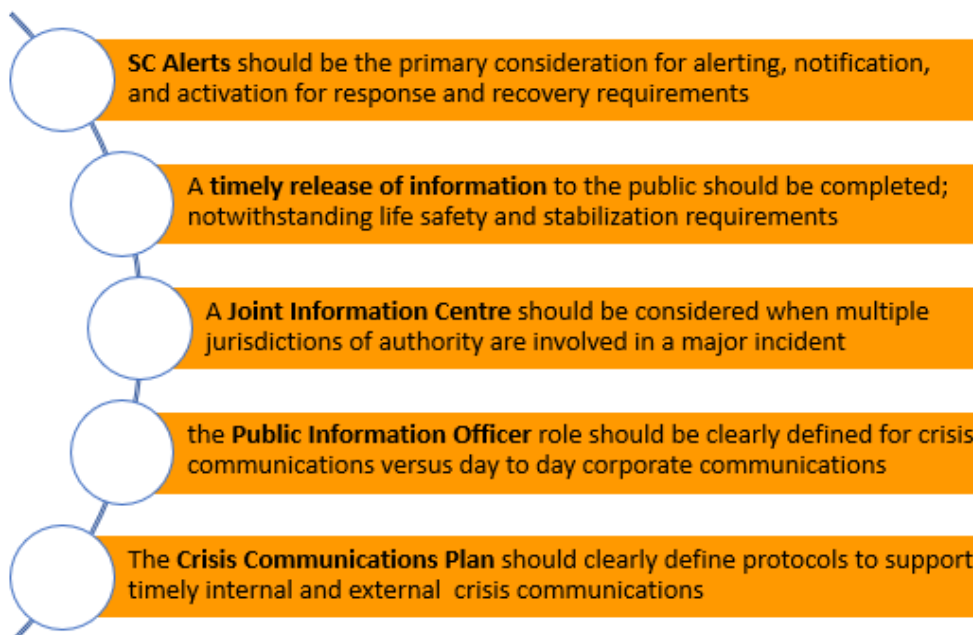 SC Alerts should be the primary consideration for alerting, notification,
and activation for response and recovery requirements
A timely release of information to the public should be completed;
notwithstanding life safety and stabilization requirements
A Joint Information Centre should be considered when multiple
jurisdictions of authority are involved in a major incident
the Public Information Officer role should be clearly defined for crisis
communications versus day to day corporate communications
The Crisis Communications Plan should clearly define protocols to support
timely internal and external  crisis communications